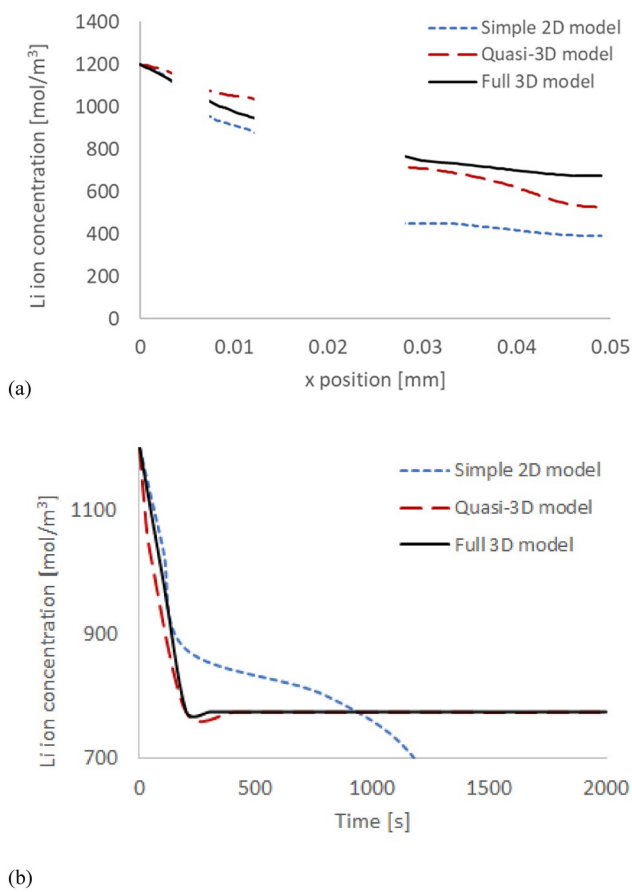 1400
1200
1000
800
600
400
200
0
Li ion concentration [mol/m³]
Simple 2D model
Quasi-3D model
Full 3D model
0 0.01 0.02 0.03 0.04 0.05
x position [mm]
(a)
1100
900
700
Li ion concentration [mol/m³]
Simple 2D model
Quasi-3D model
Full 3D model
0 500 1000 1500 2000
Time [s]
(b)